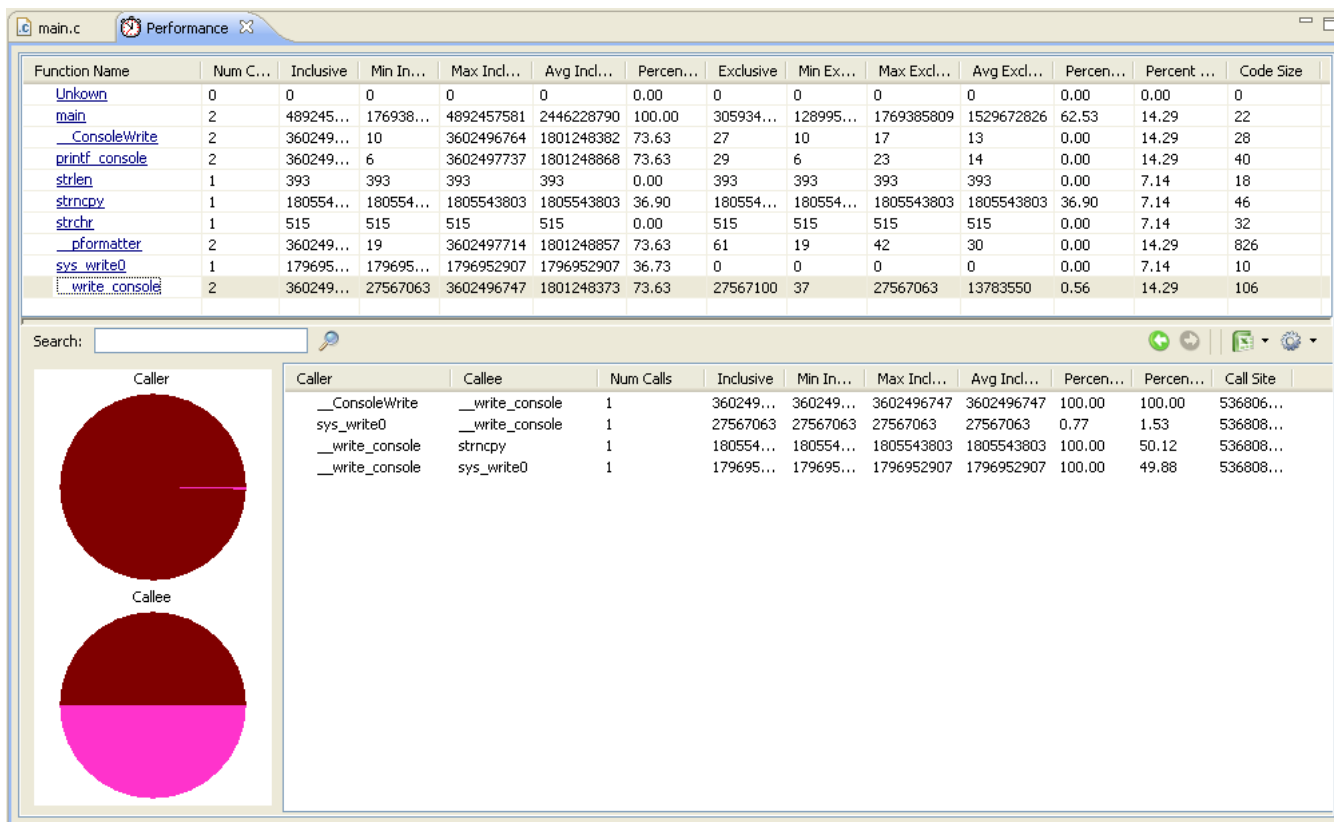 main.c Performance
Function Name Num C... Inclusive Min In... Max Incl... Avg Incl... Percen... Exclusive Min Ex... Max Excl... Avg Excl... Percen... Percent ... Code Size
Unkown 0 0 0 0 0 0.00 0 0 0 0 0.00 0.00 0
main 2 489245... 176938... 4892457581 2446228790 100.00 305934... 128995... 1769385809 1529672826 62.53 14.29 22
__ConsoleWrite 2 360249... 10 3602496764 1801248382 73.63 27 10 17 13 0.00 14.29 28
printf_console 2 360249... 6 3602497737 1801248868 73.63 29 6 23 14 0.00 14.29 40
strlen 1 393 393 393 393 0.00 393 393 393 393 0.00 7.14 18
strncpy 1 180554... 180554... 1805543803 1805543803 36.90 180554... 180554... 1805543803 1805543803 36.90 7.14 46
strchr 1 515 515 515 515 0.00 515 515 515 515 0.00 7.14 32
__pformatter 2 360249... 19 3602497714 1801248857 73.63 61 19 42 30 0.00 14.29 826
sys_write0 1 179695... 179695... 1796952907 1796952907 36.73 0 0 0 0 0.00 7.14 10
__write_console 2 360249... 27567063 3602496747 1801248373 73.63 27567100 37 27567063 13783550 0.56 14.29 106
Search:
Caller
Callee
Caller Callee Num Calls Inclusive Min In... Max Incl... Avg Incl... Percen... Percen... Call Site
__ConsoleWrite __write_console 1 360249... 360249... 3602496747 3602496747 100.00 100.00 536806...
sys_write0 __write_console 1 27567063 27567063 27567063 27567063 0.77 1.53 536808...
__write_console strncpy 1 180554... 180554... 1805543803 1805543803 100.00 50.12 536808...
__write_console sys_write0 1 179695... 179695... 1796952907 1796952907 100.00 49.88 536808...